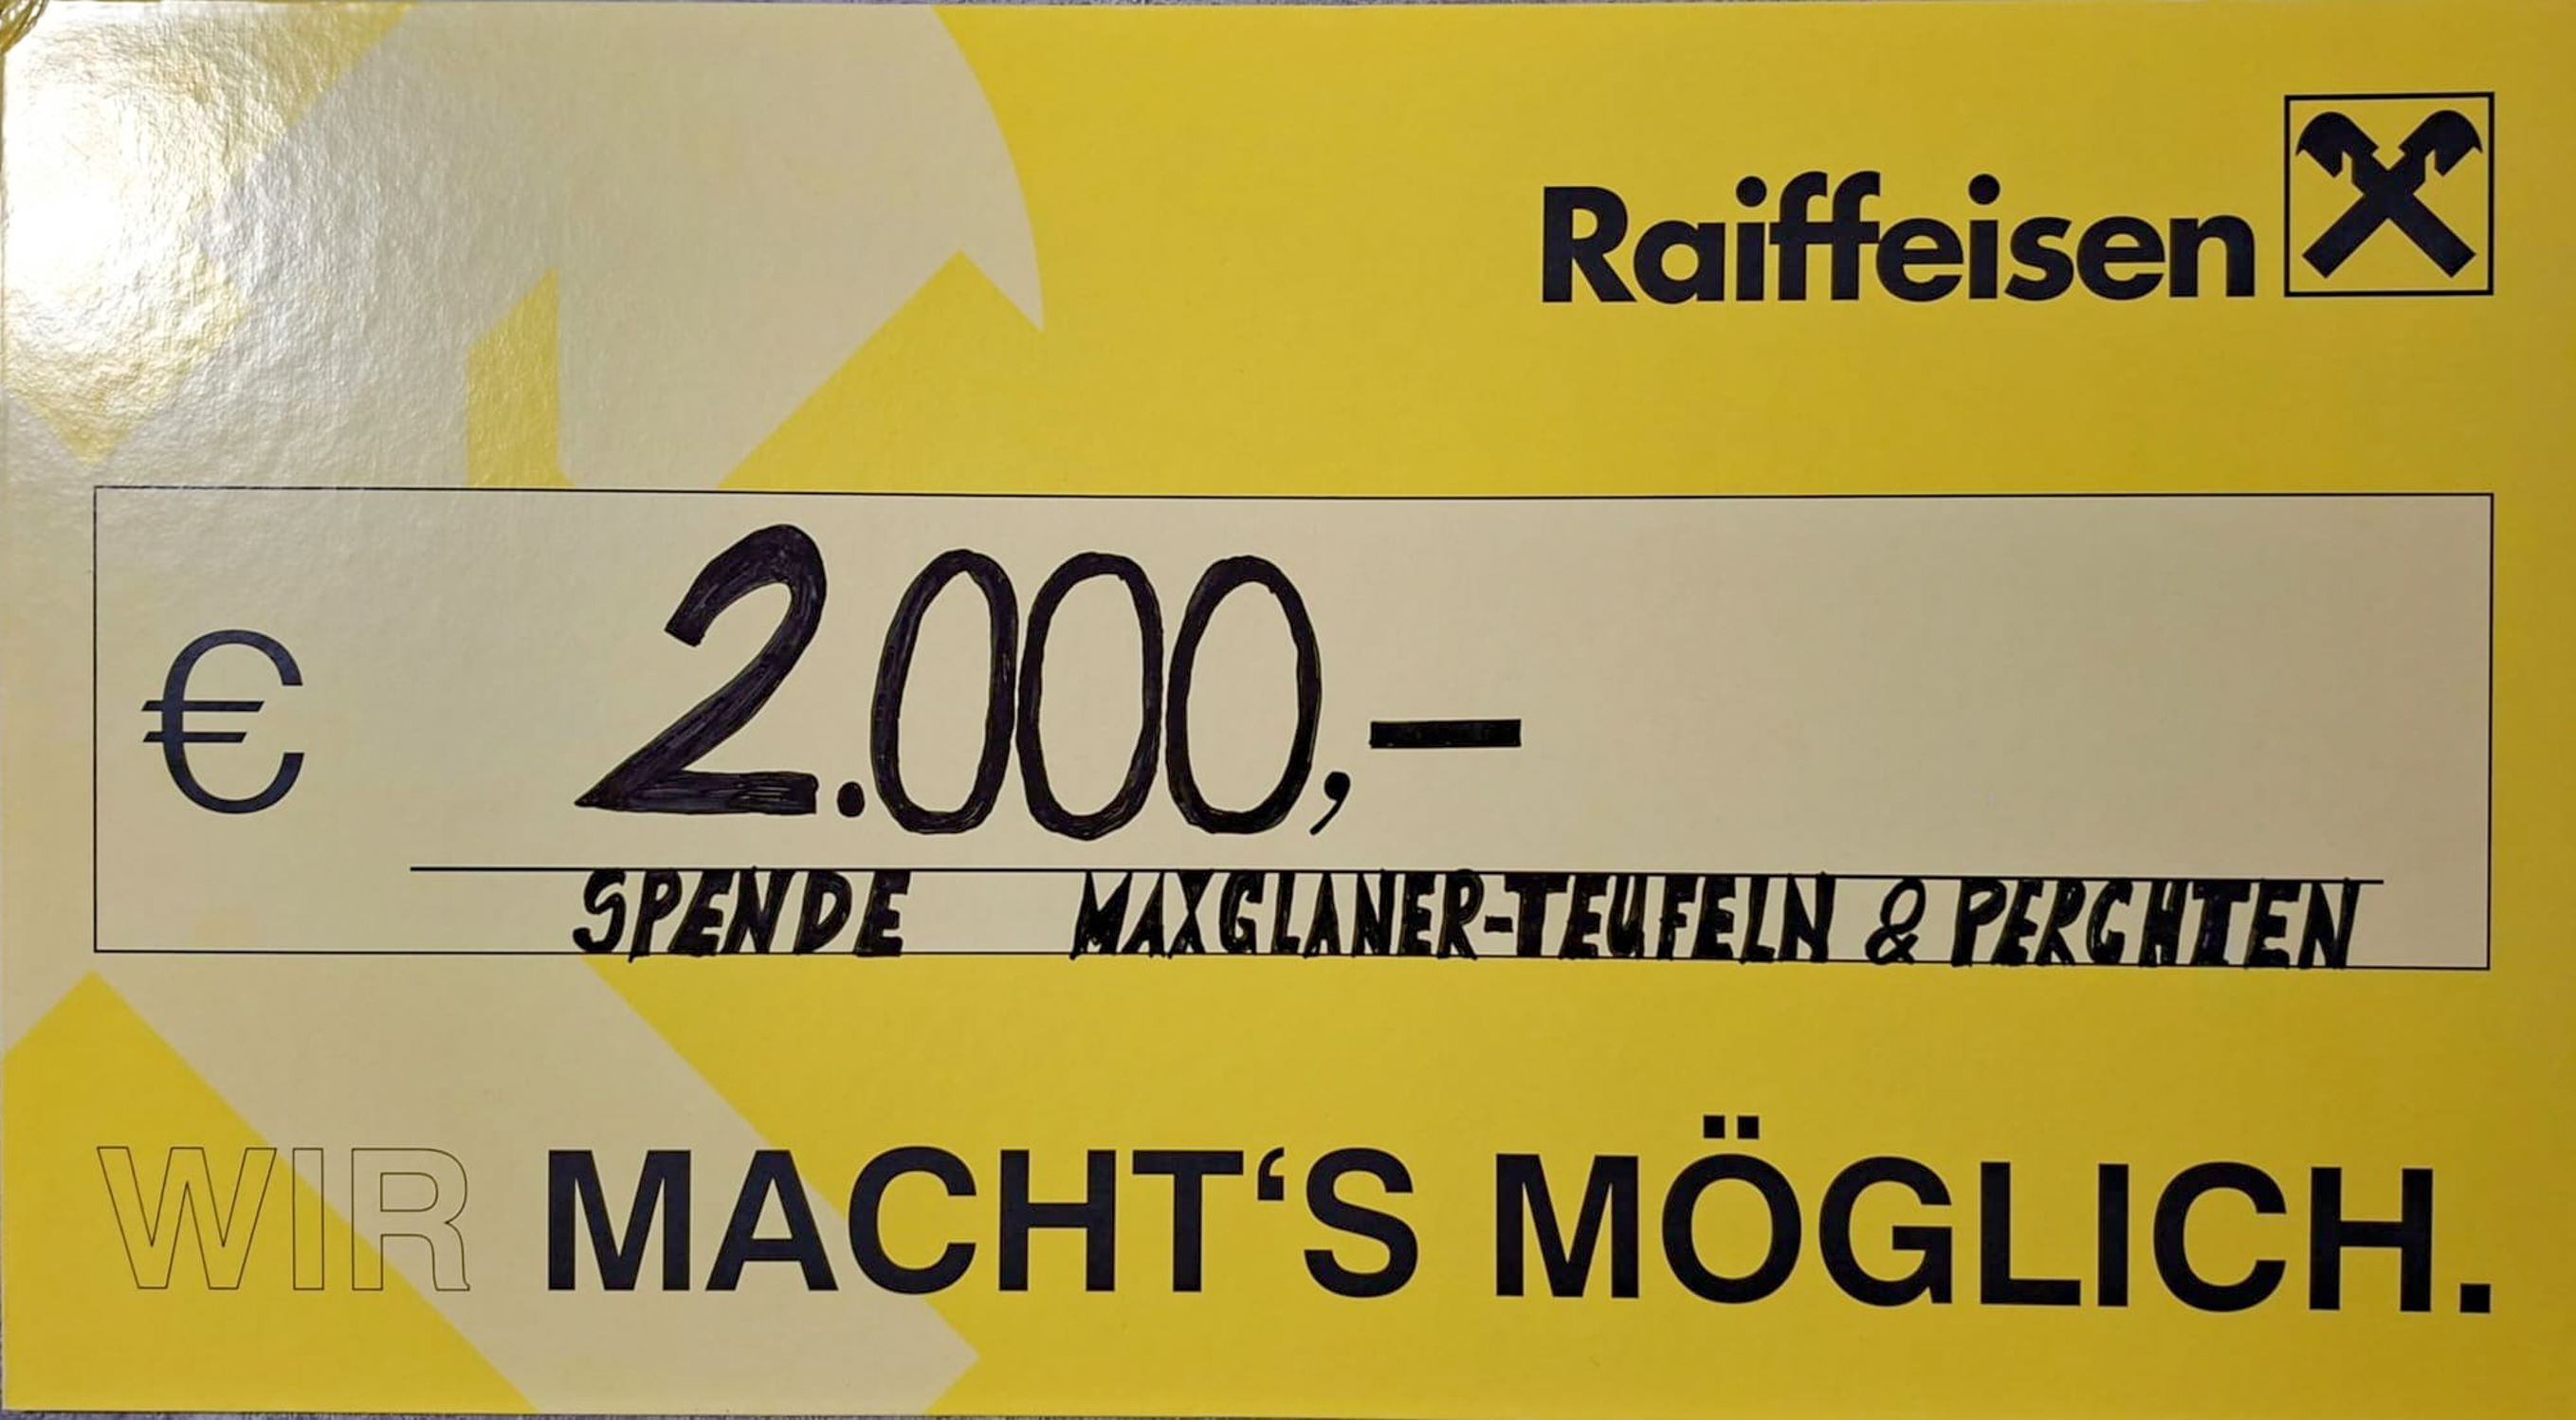 Raiffeisen
€ 2.000,–
SPENDE MAXGLANER-TEUFELN & PERCHTEN
WIR MACHT‘S MÖGLICH.